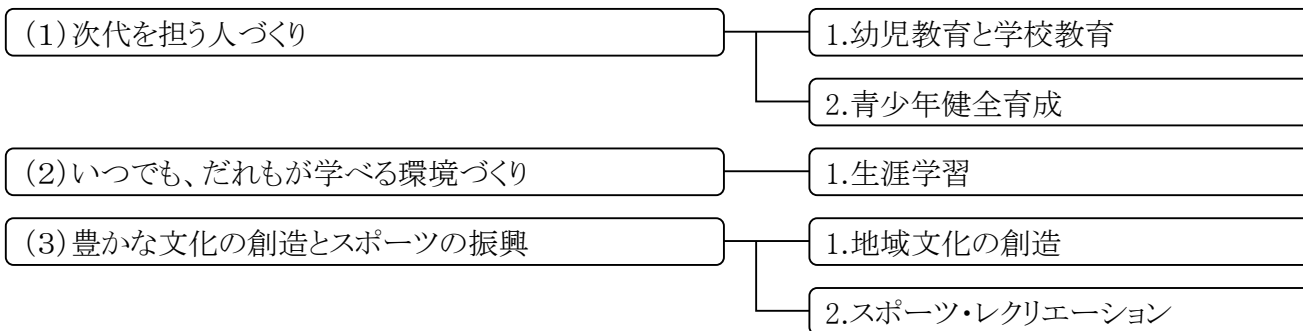 (1)次代を担う人づくり
1.幼児教育と学校教育
2.青少年健全育成
(2)いつでも、だれもが学べる環境づくり
1.生涯学習
(3)豊かな文化の創造とスポーツの振興
1.地域文化の創造
2.スポーツ・レクリエーション